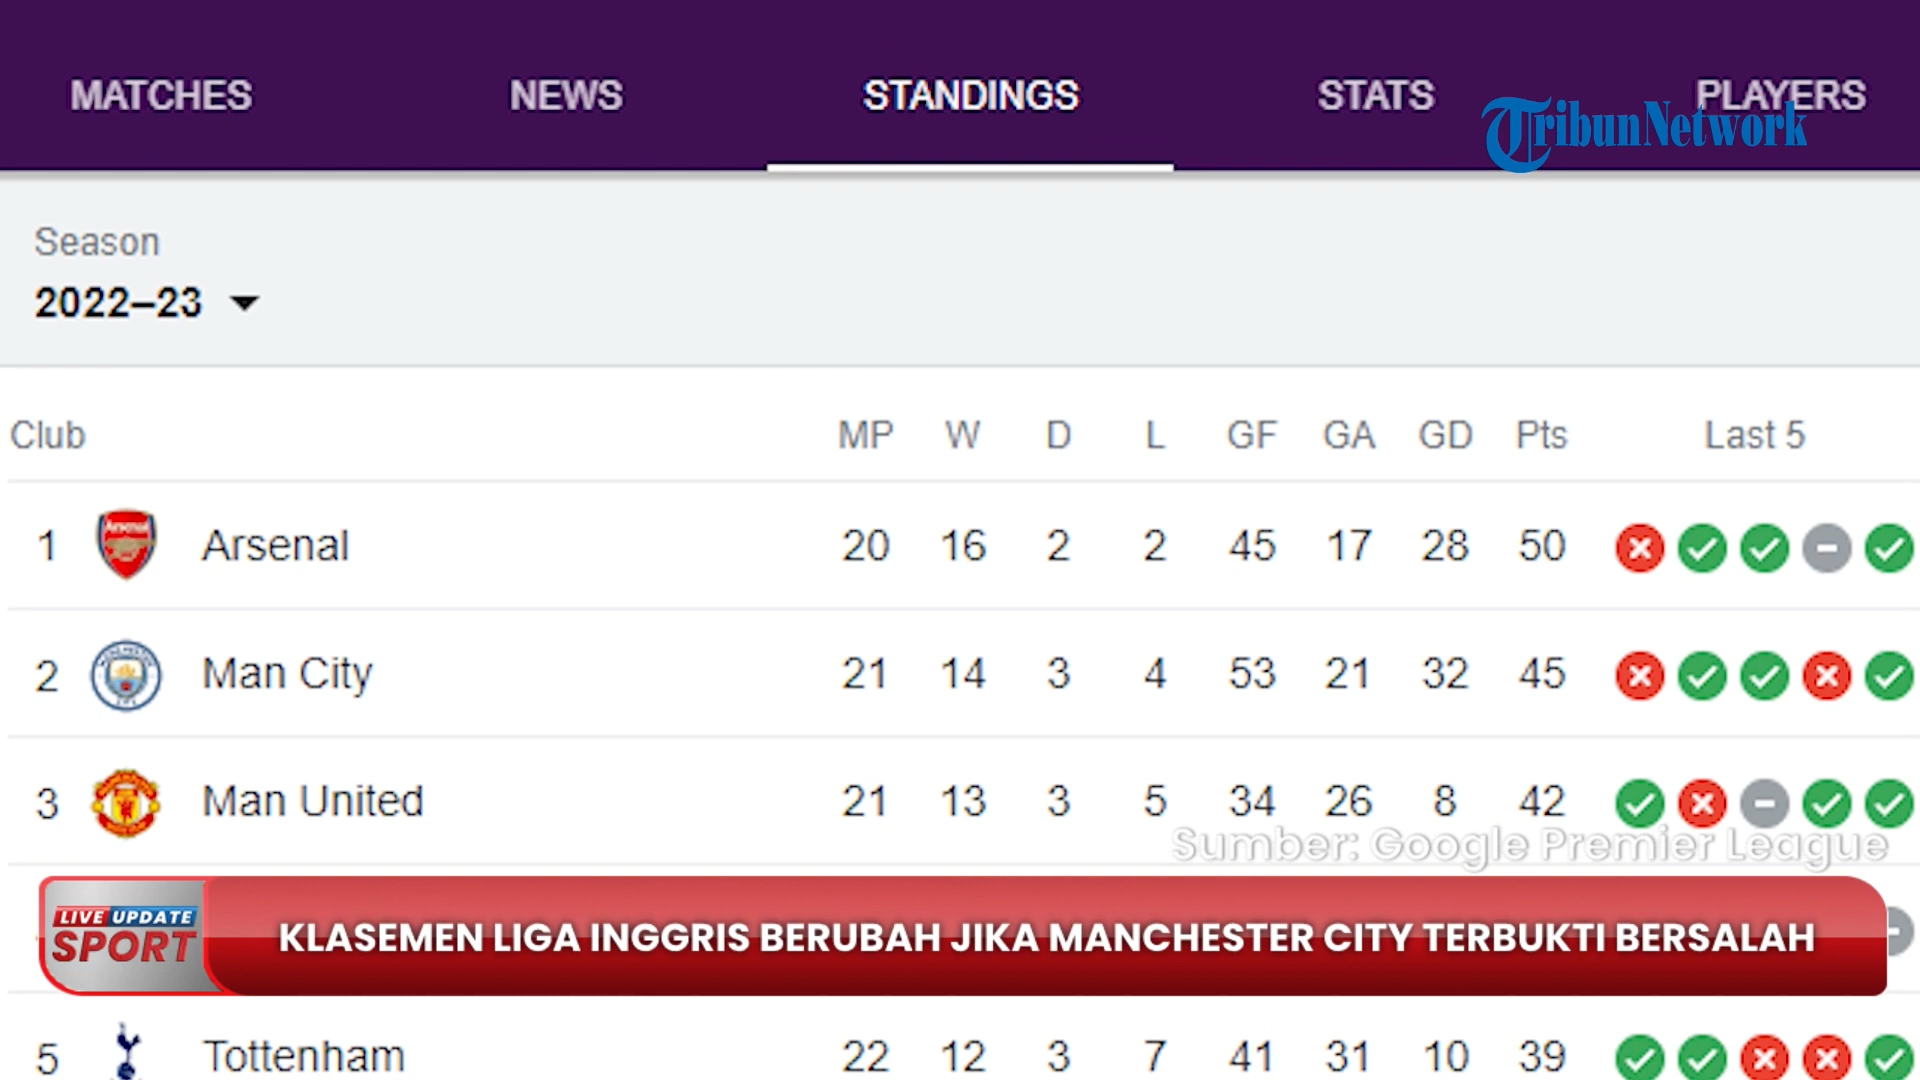 MATCHES NEWS STANDINGS STATS PLAYERS
TribunNetwork
Season
2022–23
Club MP W D L GF GA GD Pts Last 5
1 Arsenal 20 16 2 2 45 17 28 50
2 Man City 21 14 3 4 53 21 32 45
3 Man United 21 13 3 5 34 26 8 42
Sumber: Google Premier League
LIVE UPDATE
SPORT
KLASEMEN LIGA INGGRIS BERUBAH JIKA MANCHESTER CITY TERBUKTI BERSALAH
5 Tottenham 22 12 3 7 41 31 10 39